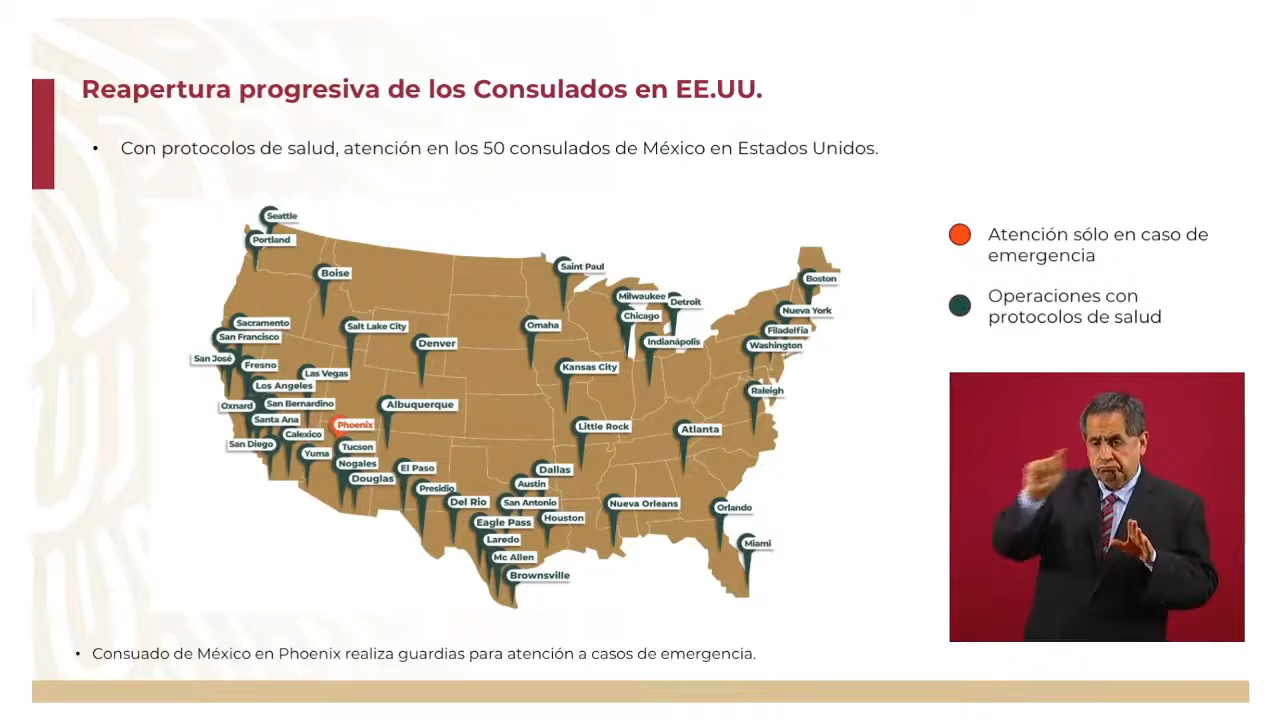 Reapertura progresiva de los Consulados en EE.UU.
• Con protocolos de salud, atención en los 50 consulados de México en Estados Unidos.
Seattle
Portland
Boise
Saint Paul
Boston
Milwaukee
Detroit
Nueva York
Chicago
Sacramento
Salt Lake City
Omaha
Filadelfia
San Francisco
Denver
Indianápolis
Washington
San José
Fresno
Las Vegas
Kansas City
Los Angeles
Raleigh
Oxnard
San Bernardino
Albuquerque
Santa Ana
Phoenix
Little Rock
Atlanta
Calexico
San Diego
Tucson
Yuma
Nogales
El Paso
Dallas
Douglas
Presidio
Austin
Del Rio
San Antonio
Nueva Orleans
Orlando
Eagle Pass
Houston
Laredo
Miami
Mc Allen
Brownsville
Atención sólo en caso de
emergencia
Operaciones con
protocolos de salud
• Consuado de México en Phoenix realiza guardias para atención a casos de emergencia.